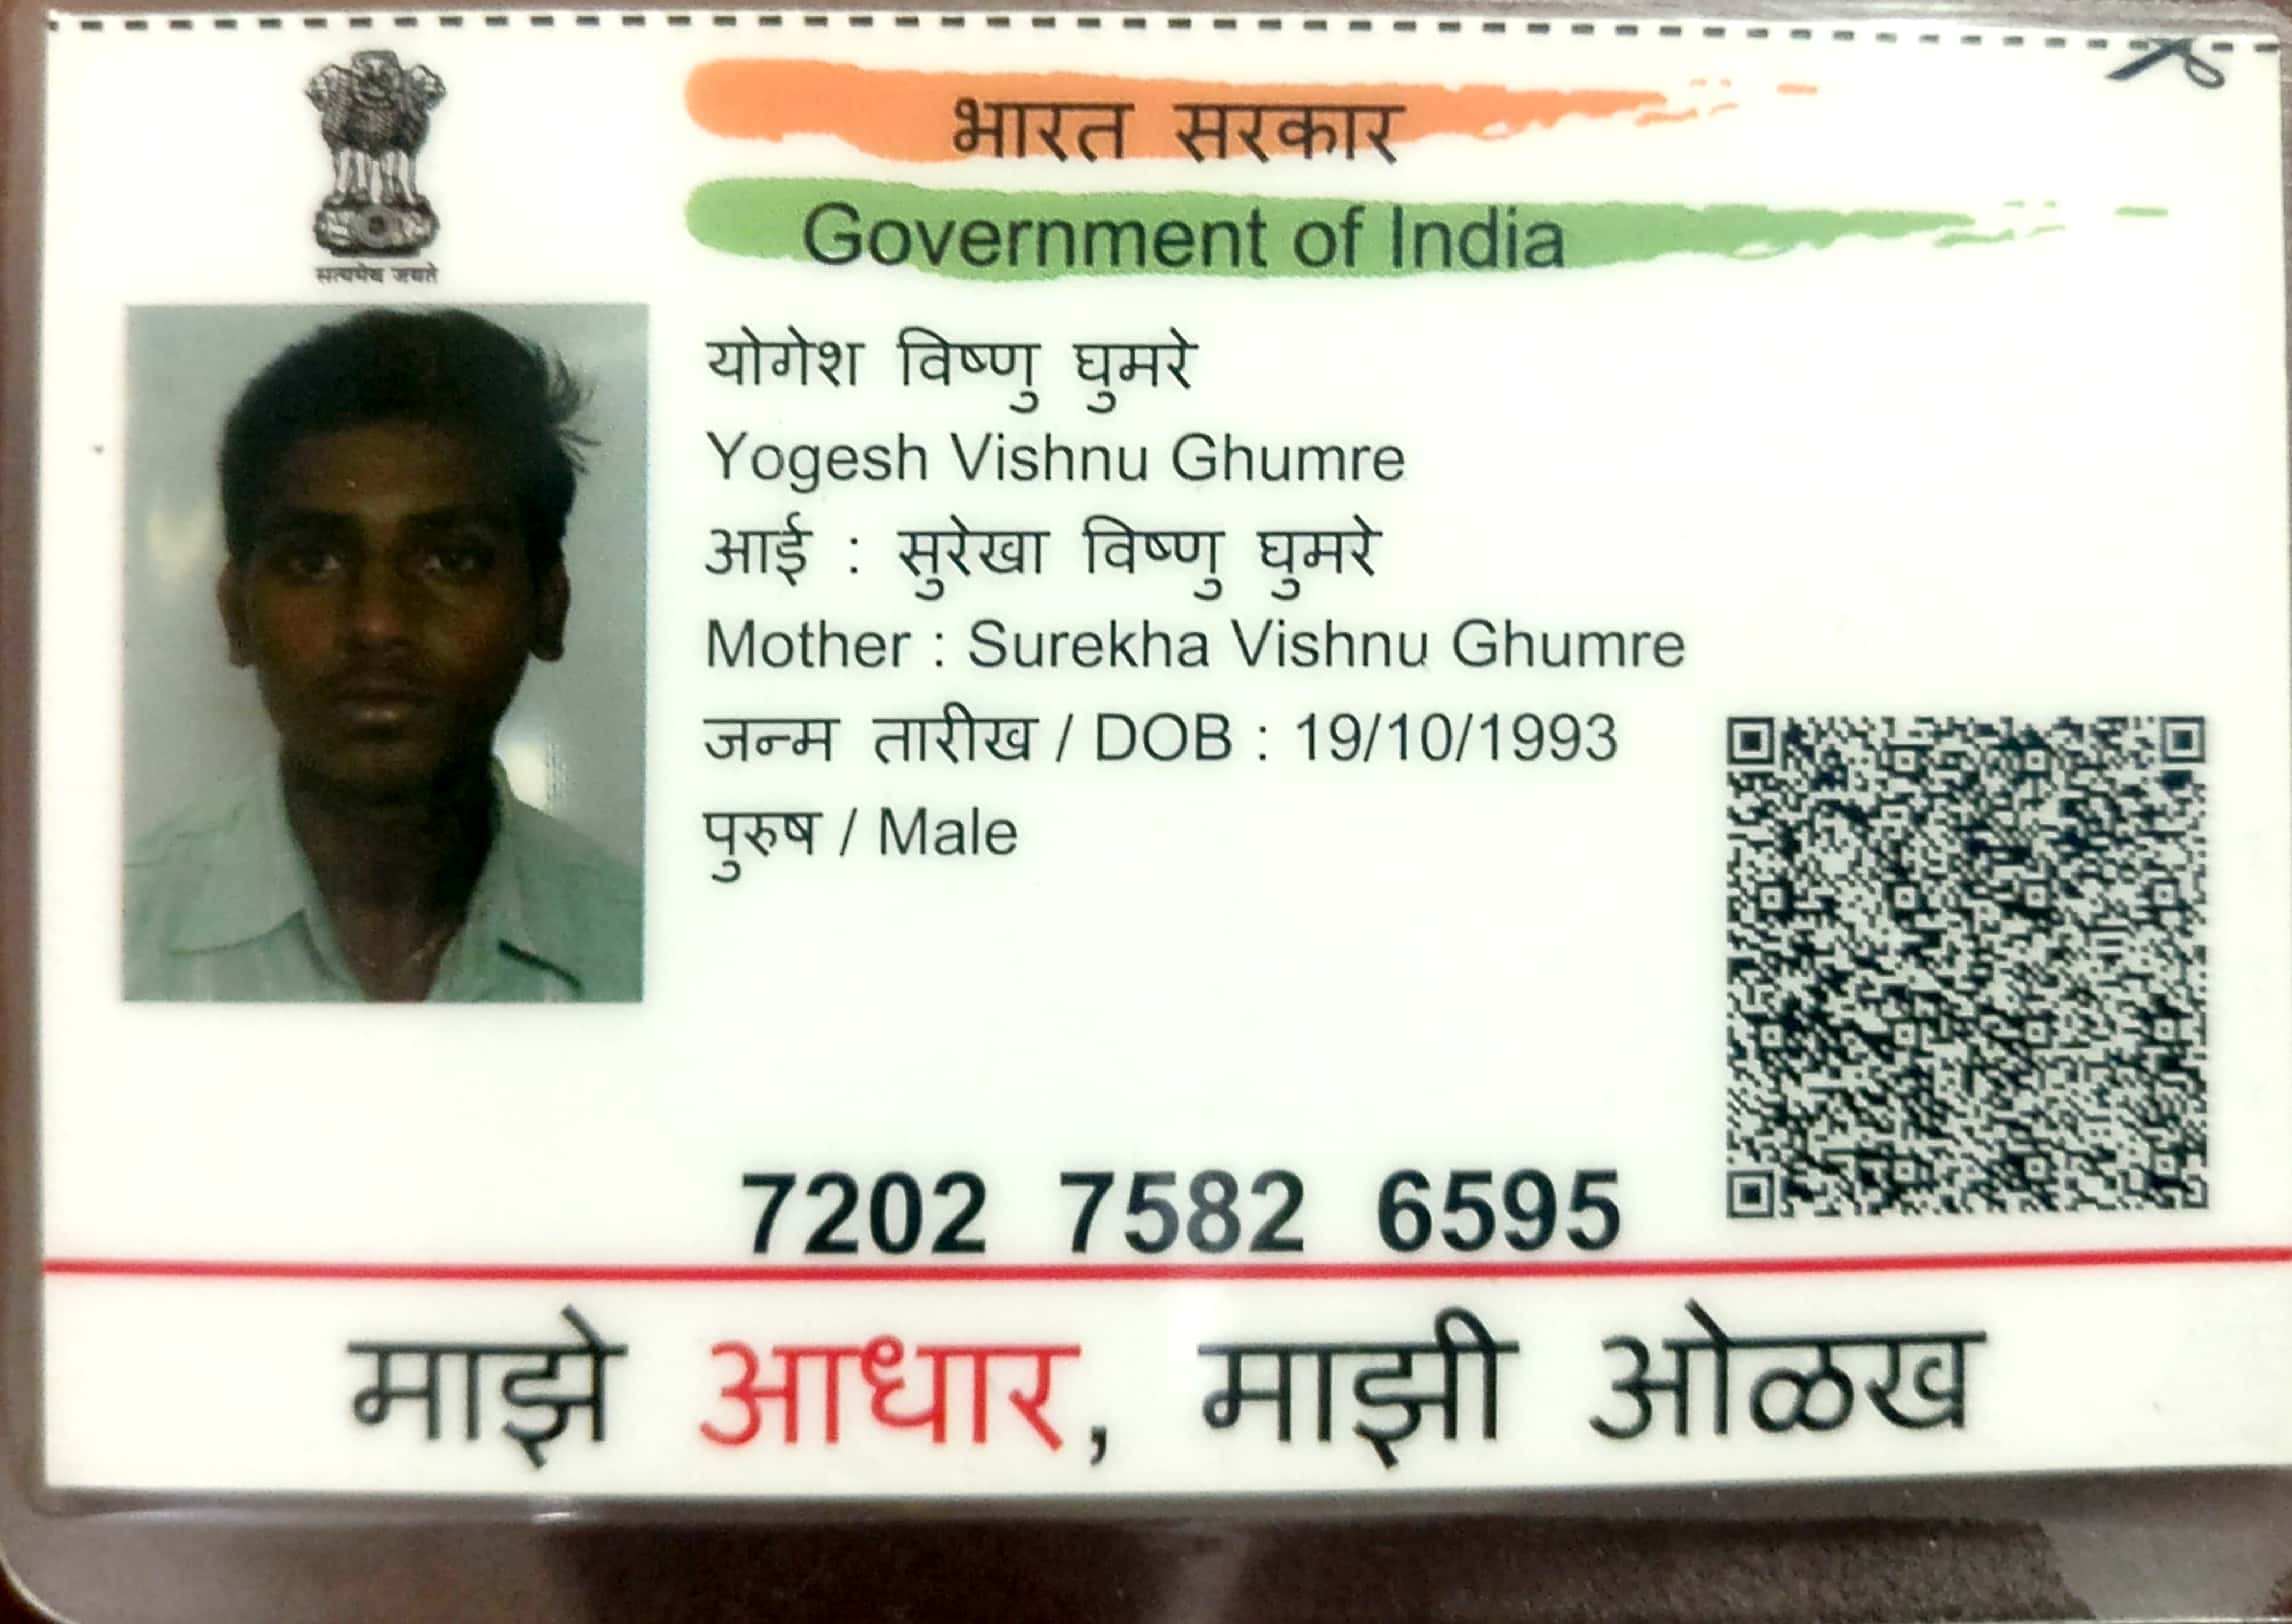 भारत सरकार
Government of India
सत्यमेव जयते
योगेश विष्णु घुमरे
Yogesh Vishnu Ghumre
आई : सुरेखा विष्णु घुमरे
Mother : Surekha Vishnu Ghumre
जन्म तारीख / DOB : 19/10/1993
पुरुष / Male
7202 7582 6595
माझे आधार, माझी ओळख